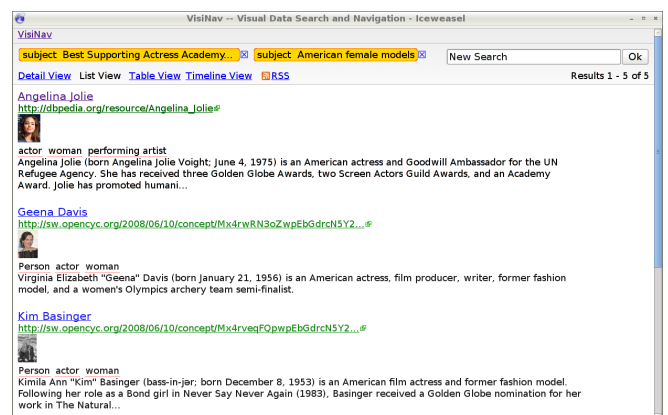 VisiNav -- Visual Data Search and Navigation - Iceweasel
VisiNav
subject Best Supporting Actress Academy... subject American female models New Search Ok
Detail View List View Table View Timeline View RSS Results 1 - 5 of 5
Angelina Jolie
http://dbpedia.org/resource/Angelina_Jolie
actor woman performing artist
Angelina Jolie (born Angelina Jolie Voight; June 4, 1975) is an American actress and Goodwill Ambassador for the UN
Refugee Agency. She has received three Golden Globe Awards, two Screen Actors Guild Awards, and an Academy
Award. Jolie has promoted humani...
Geena Davis
http://sw.opencyc.org/2008/06/10/concept/Mx4rwRN3oZwpEbGdrcN5Y2...
Person actor woman
Virginia Elizabeth "Geena" Davis (born January 21, 1956) is an American actress, film producer, writer, former fashion
model, and a women's Olympics archery team semi-finalist.
Kim Basinger
http://sw.opencyc.org/2008/06/10/concept/Mx4rveqFQpwpEbGdrcN5Y2...
Person actor woman
Kimila Ann "Kim" Basinger (bass-in-jer; born December 8, 1953) is an American film actress and former fashion model.
Following her role as a Bond girl in Never Say Never Again (1983), Basinger received a Golden Globe nomination for her
work in The Natural...